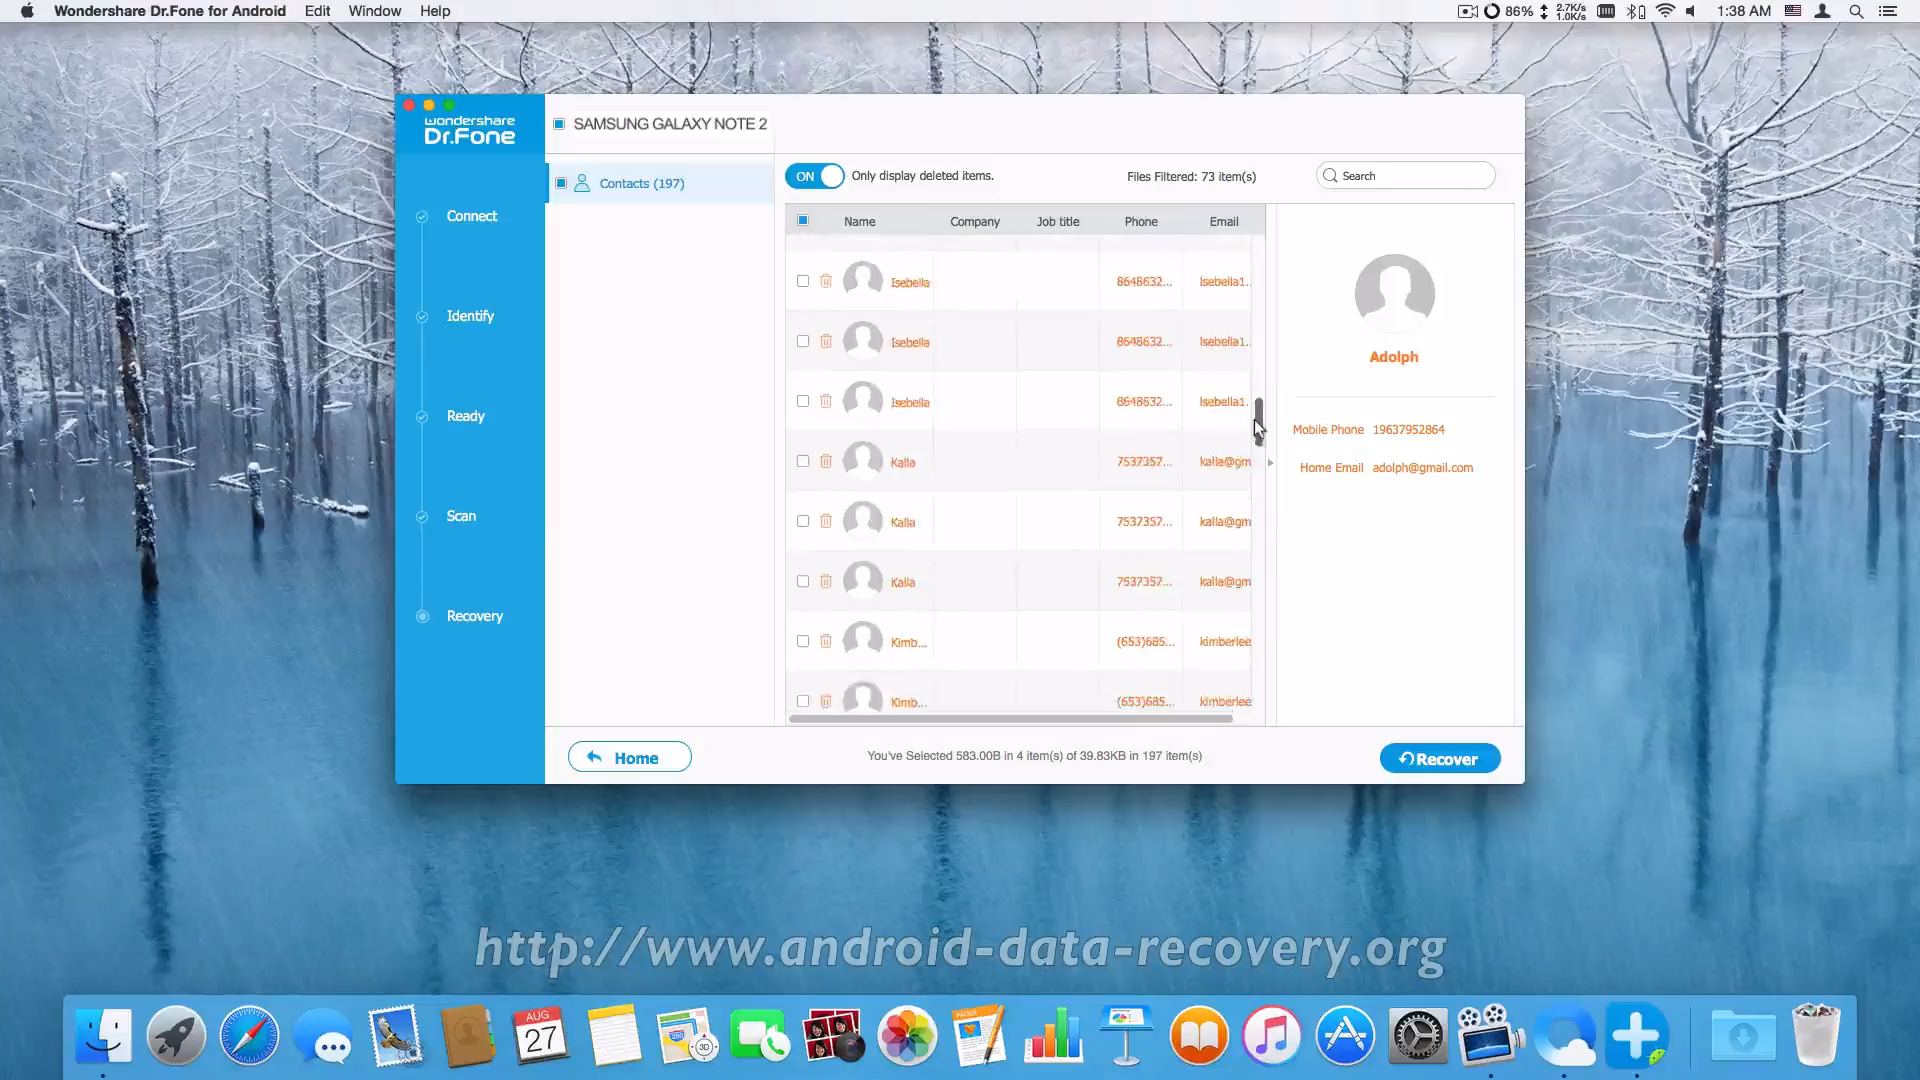 Wondershare Dr.Fone for Android Edit Window Help 86% 2.7K/s 1.0K/s 1:38 AM
wondershare
Dr.Fone
SAMSUNG GALAXY NOTE 2
Contacts (197)
ON Only display deleted items. Files Filtered: 73 item(s) Search
Connect
Identify
Ready
Scan
Recovery
Name Company Job title Phone Email
Isebella 8648632... Isebella1..
Isebella 8648632... Isebella1..
Isebella 8648632... Isebella1..
Kalla 7537357... kalla@gm
Kalla 7537357... kalla@gm
Kalla 7537357... kalla@gm
Kimb... (653)685... kimberlee
Kimb... (653)685... kimberlee
Adolph
Mobile Phone 19637952864
Home Email adolph@gmail.com
Home
You've Selected 583.00B in 4 item(s) of 39.83KB in 197 item(s)
Recover
http://www.android-data-recovery.org
AUG
27
3D